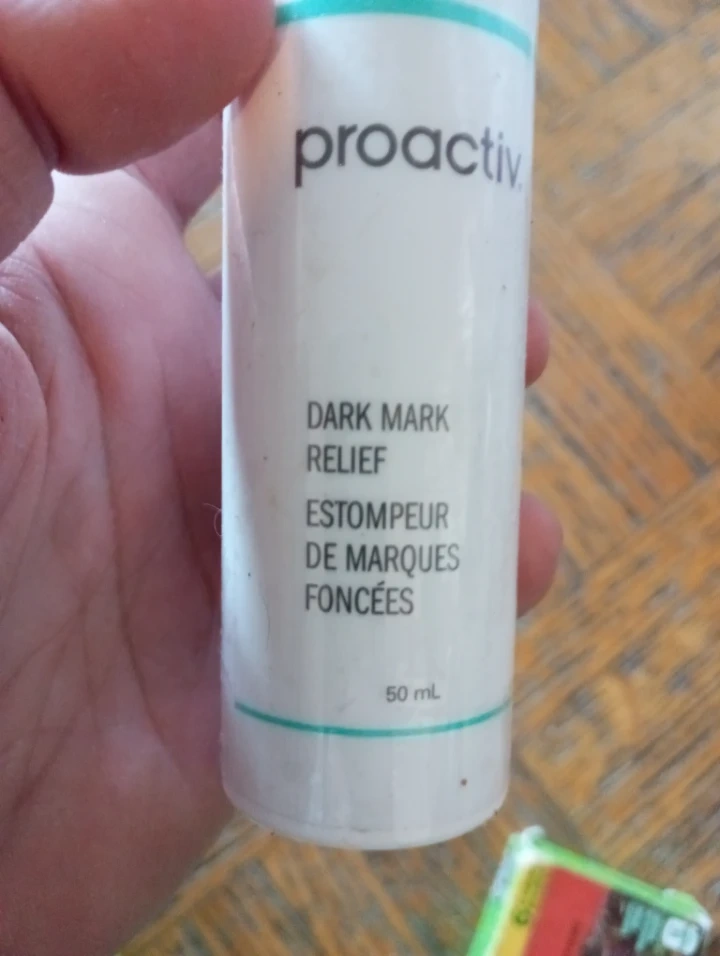 proactiv
DARK MARK
RELIEF
ESTOMPEUR
DE MARQUES
FONCÉES
50 mL